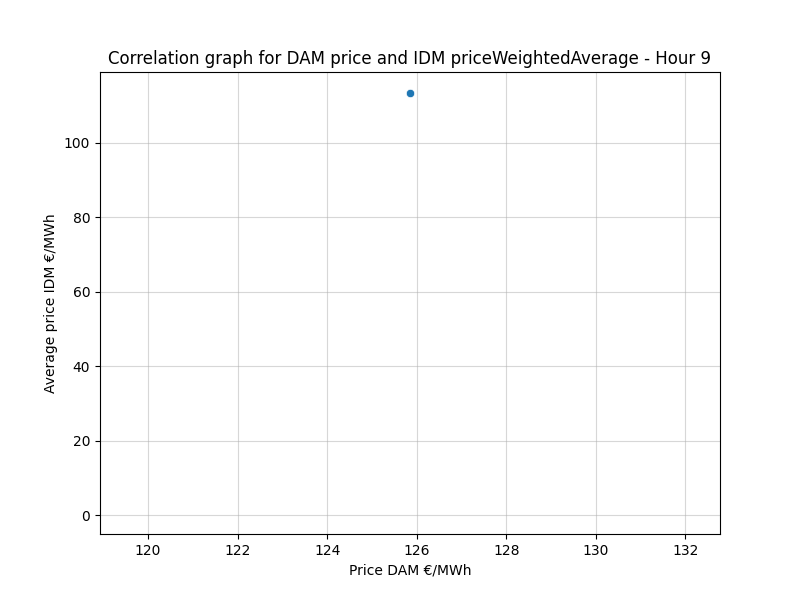 Correlation graph for DAM price and IDM priceWeightedAverage - Hour 9
100
80
60
40
20
0
Average price IDM €/MWh
120 122 124 126 128 130 132
Price DAM €/MWh